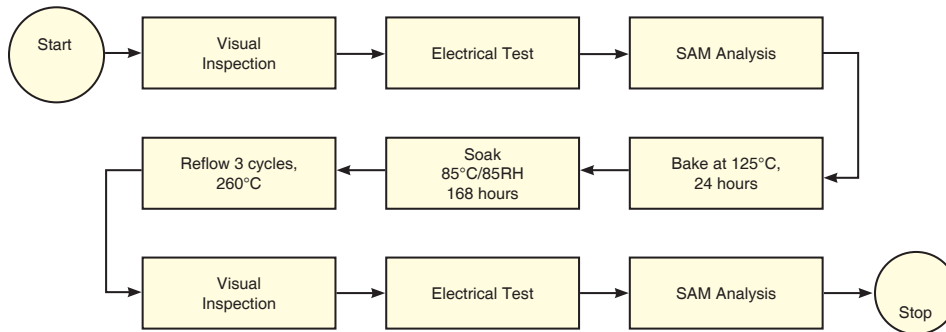 Start
Visual
Inspection
Electrical Test
SAM Analysis
Bake at 125°C,
24 hours
Soak
85°C/85RH
168 hours
Reflow 3 cycles,
260°C
Visual
Inspection
Electrical Test
SAM Analysis
Stop